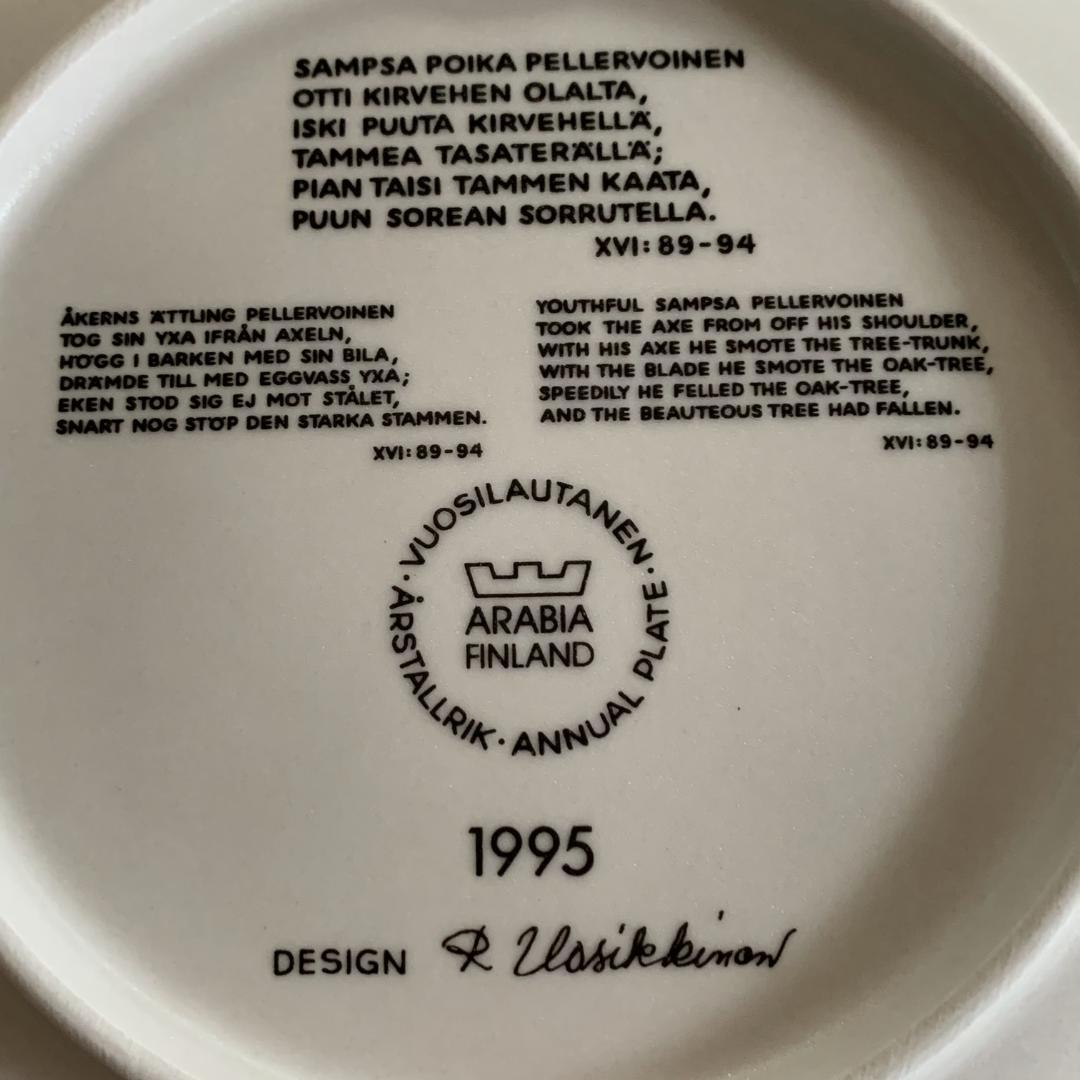 SAMPSA POIKA PELLERVOINEN
OTTI KIRVEHEN OLALTA,
ISKI PUUTA KIRVEHELLÄ,
TAMMEA TASATERÄLLÄ;
PIAN TAISI TAMMEN KAATA,
PUUN SOREAN SORRUTELLA.
XVI: 89-94
ÅKERNS ÄTTLING PELLERVOINEN
TOG SIN YXA IFRÅN AXELN,
HÖGG I BARKEN MED SIN BILA,
DRÄMDE TILL MED EGGVASS YXA;
EKEN STOD SIG EJ MOT STÅLET,
SNART NOG STÖP DEN STARKA STAMMEN.
XVI: 89-94
YOUTHFUL SAMPSA PELLERVOINEN
TOOK THE AXE FROM OFF HIS SHOULDER,
WITH HIS AXE HE SMOTE THE TREE-TRUNK,
WITH THE BLADE HE SMOTE THE OAK-TREE,
SPEEDILY HE FELLED THE OAK-TREE,
AND THE BEAUTEOUS TREE HAD FALLEN.
XVI: 89-94
· VUOSILAUTANEN · ANNUAL PLATE · ÅRSTALLRIK
ARABIA
FINLAND
1995
DESIGN R Uosikkinen